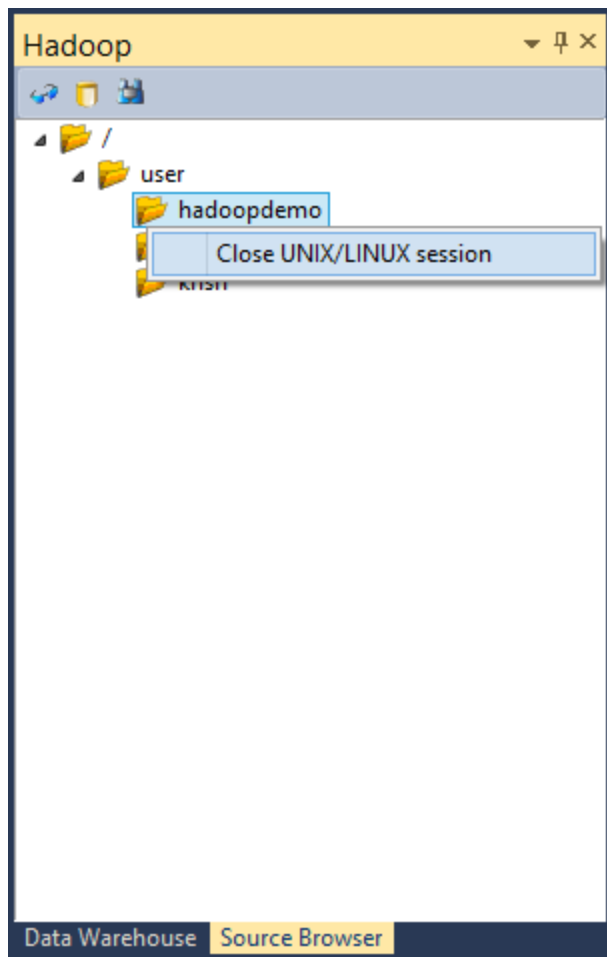 Hadoop
/
user
hadoopdemo
Close UNIX/LINUX session
Data Warehouse Source Browser